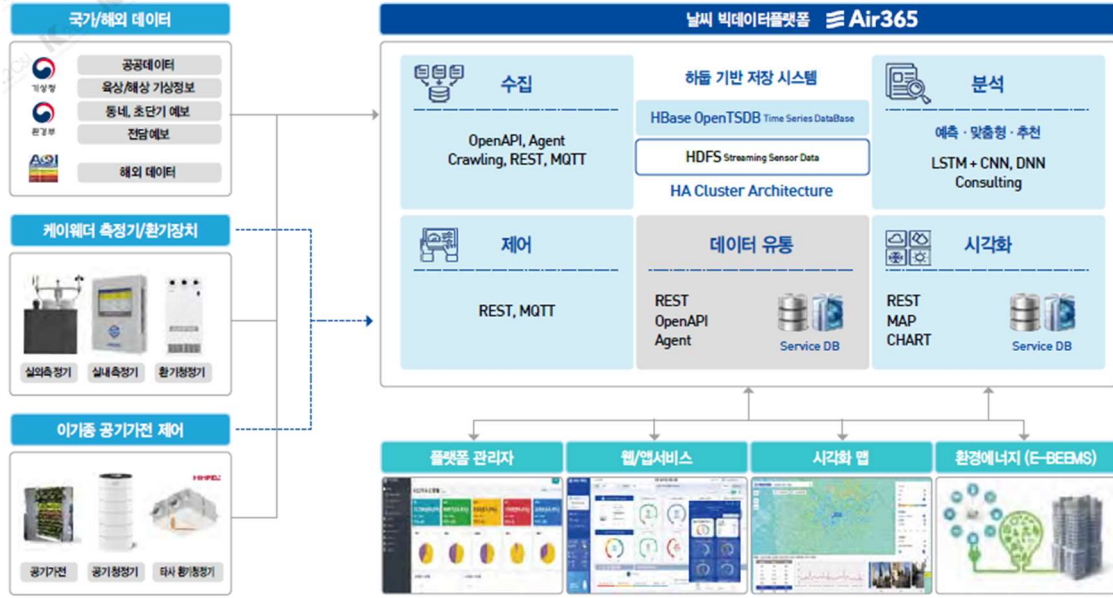 국가/해외 데이터
기상청
공공데이터
육상/해상 기상정보
환경부
동네, 초단기 예보
전담예보
AQI
해외 데이터
케이웨더 측정기/환기장치
실외측정기
실내측정기
환기청정기
이기종 공기가전 제어
HIMPEL
공기가전
공기청정기
타사 환기청정기
날씨 빅데이터플랫폼 Air365
수집
OpenAPI, Agent
Crawling, REST, MQTT
하둡 기반 저장 시스템
HBase OpenTSDB Time Series DataBase
HDFS Streaming Sensor Data
HA Cluster Architecture
분석
예측 · 맞춤형 · 추천
LSTM + CNN, DNN
Consulting
제어
REST, MQTT
데이터 유통
REST
OpenAPI
Agent
Service DB
시각화
REST
MAP
CHART
Service DB
플랫폼 관리자
웹/앱서비스
시각화 맵
환경에너지 (E-BEEMS)